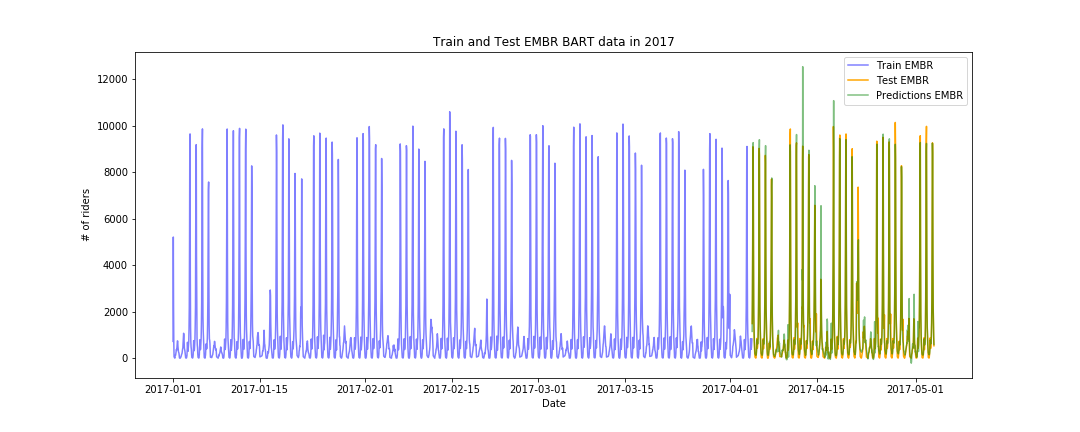 Train and Test EMBR BART data in 2017
Train EMBR
Test EMBR
Predictions EMBR
# of riders
12000
10000
8000
6000
4000
2000
0
2017-01-01 2017-01-15 2017-02-01 2017-02-15 2017-03-01 2017-03-15 2017-04-01 2017-04-15 2017-05-01
Date